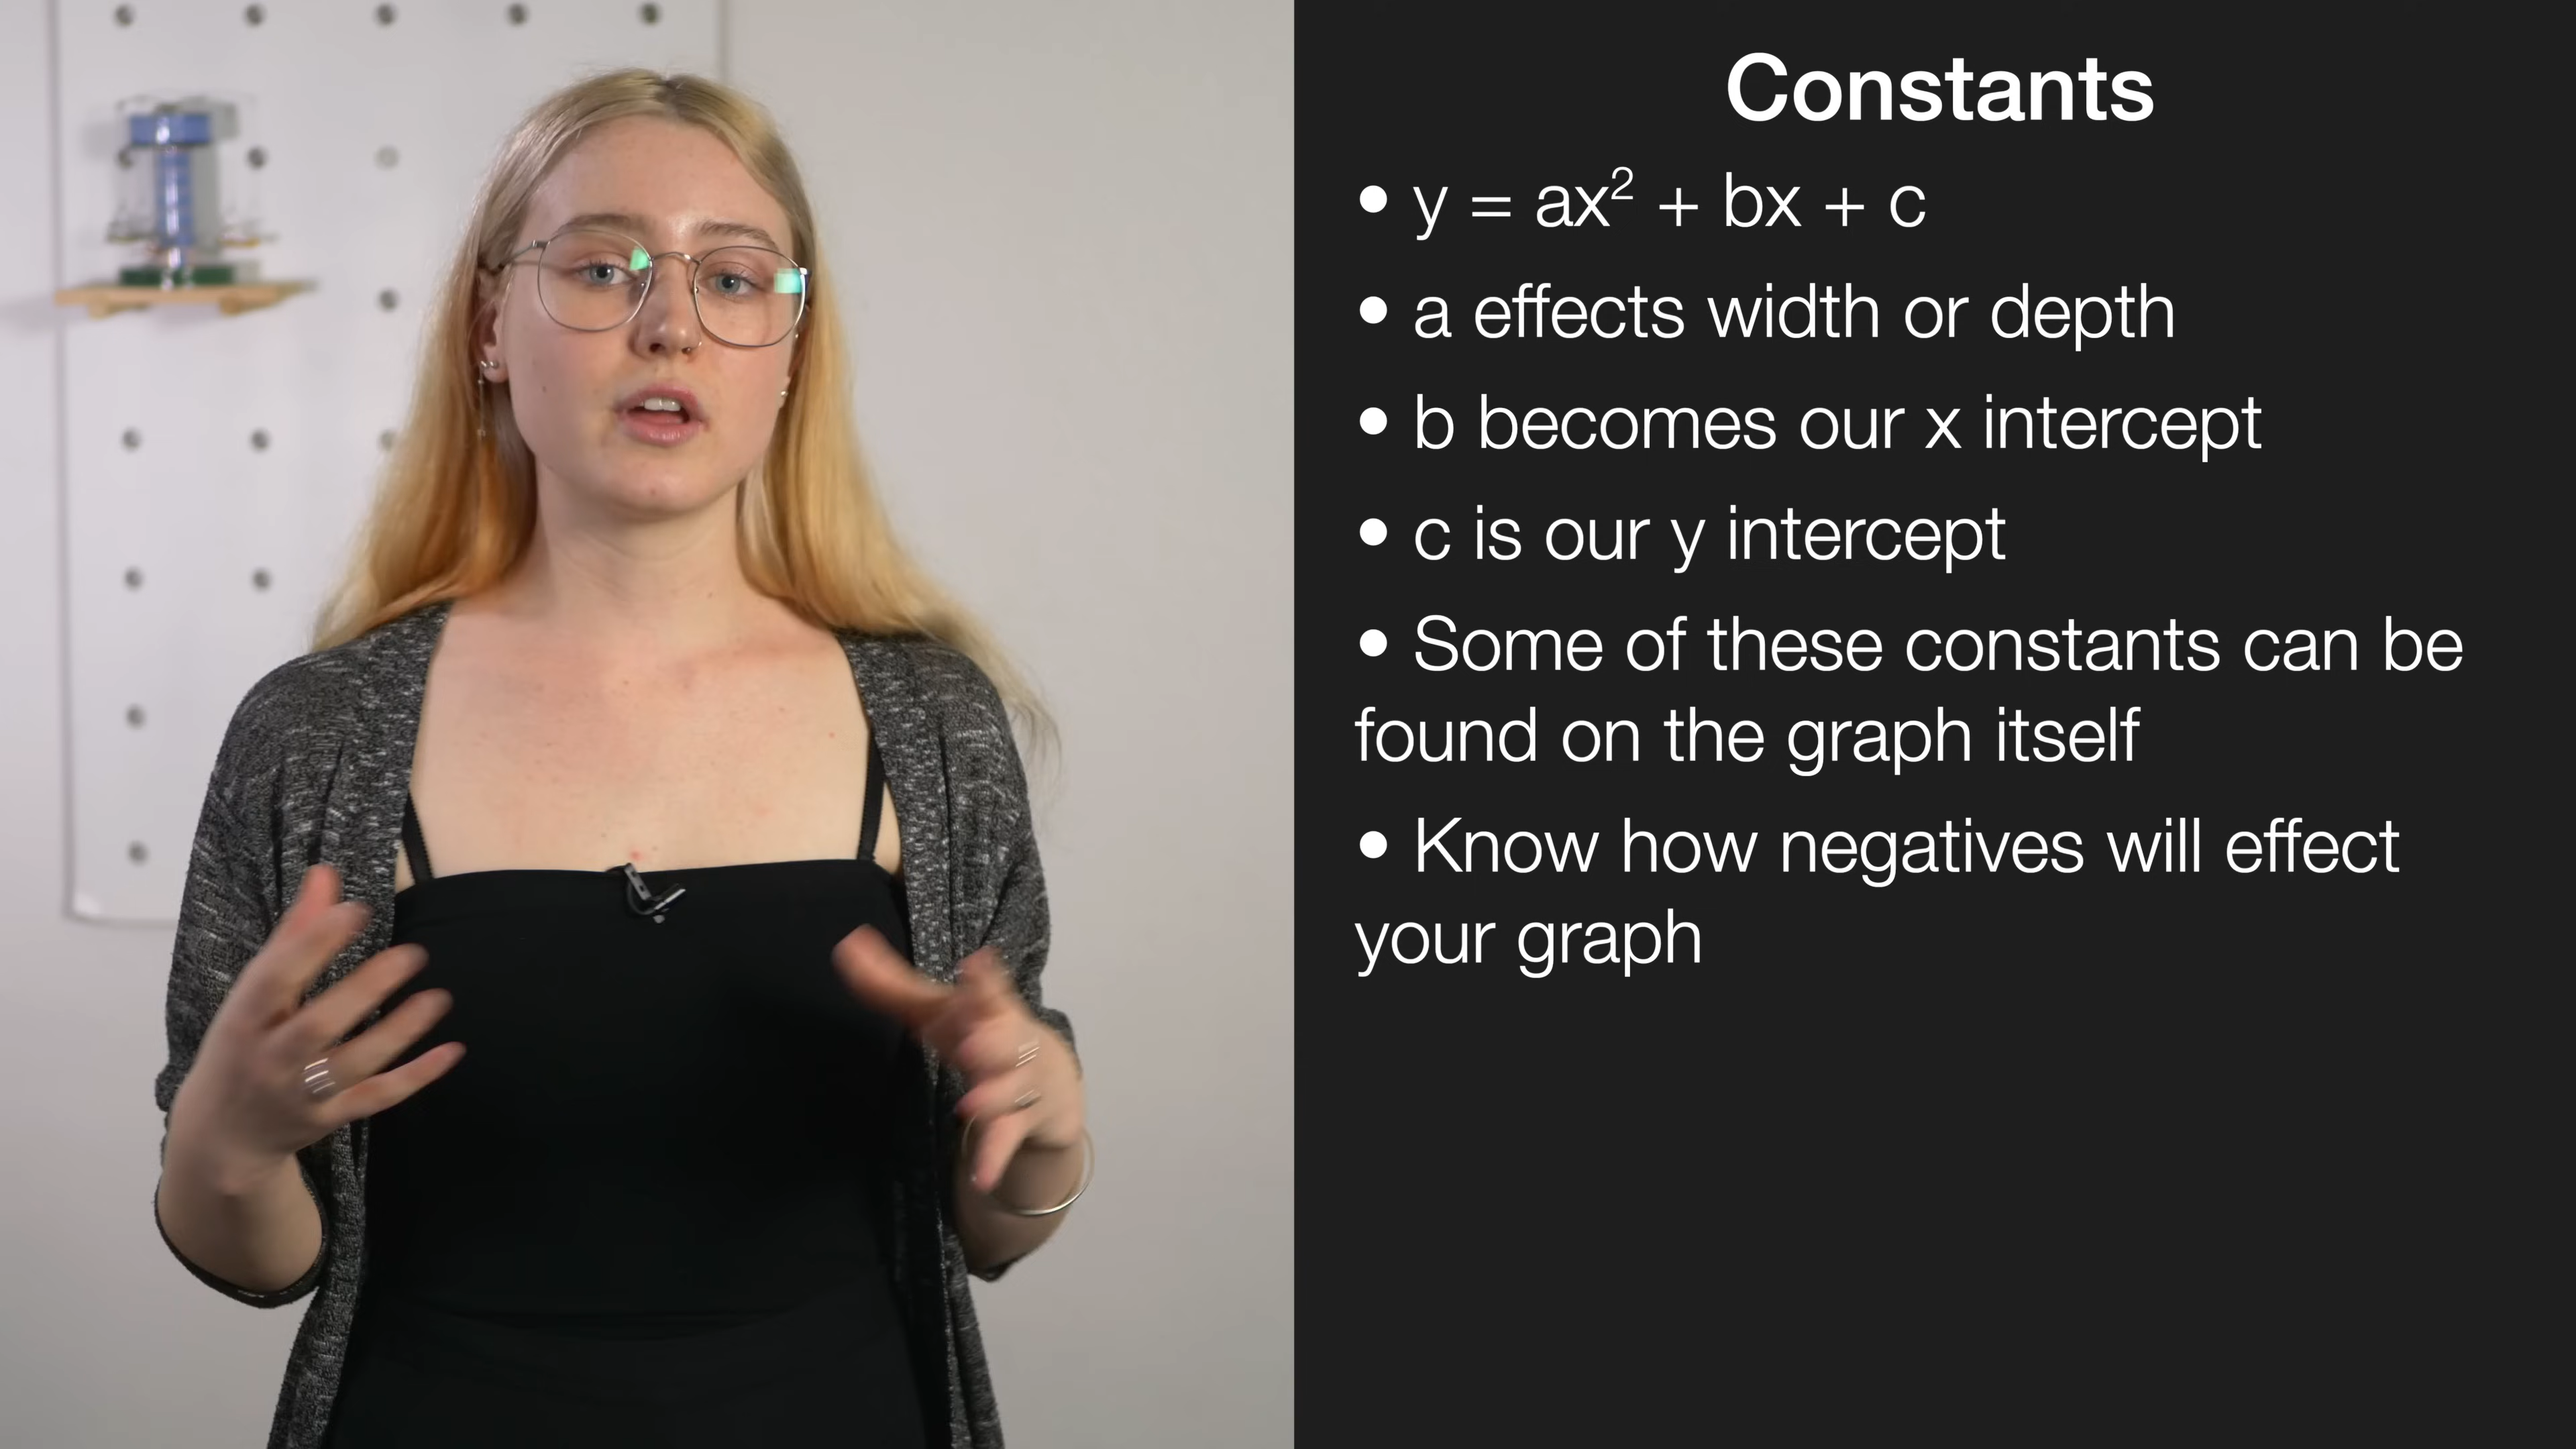 Constants
• y = ax² + bx + c
• a effects width or depth
• b becomes our x intercept
• c is our y intercept
• Some of these constants can be
found on the graph itself
• Know how negatives will effect
your graph